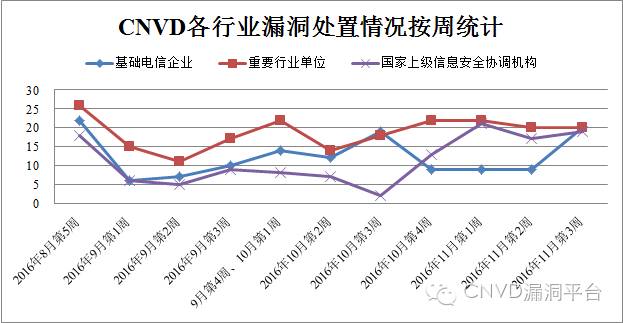 CNVD各行业漏洞处置情况按周统计
基础电信企业 重要行业单位 国家上级信息安全协调机构
30
25
20
15
10
5
0
2016年8月第5周
2016年9月第1周
2016年9月第2周
2016年9月第3周
9月第4周、10月第1周
2016年10月第2周
2016年10月第3周
2016年10月第4周
2016年11月第1周
2016年11月第2周
2016年11月第3周
CNVD漏洞平台